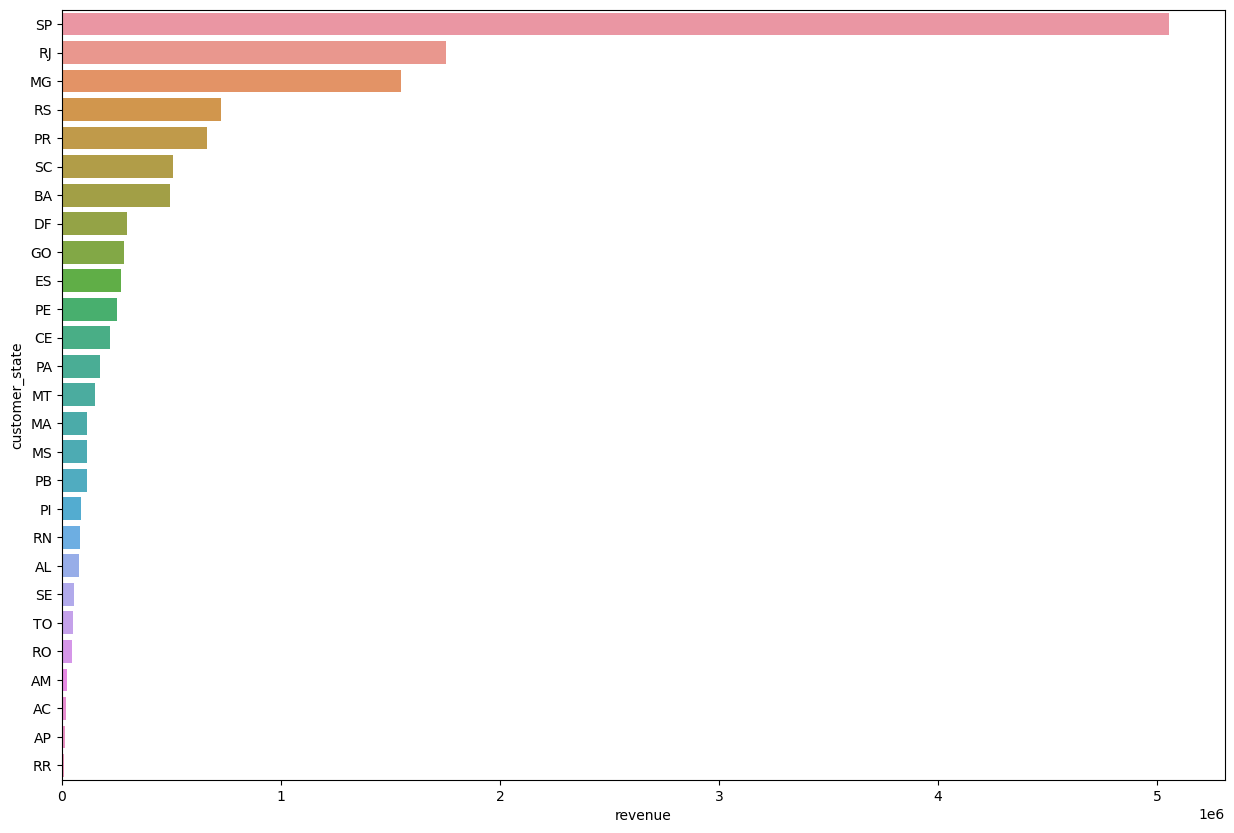 SP
RJ
MG
RS
PR
SC
BA
DF
GO
ES
PE
CE
PA
MT
MA
MS
PB
PI
RN
AL
SE
TO
RO
AM
AC
AP
RR
customer_state
0 1 2 3 4 5
1e6
revenue